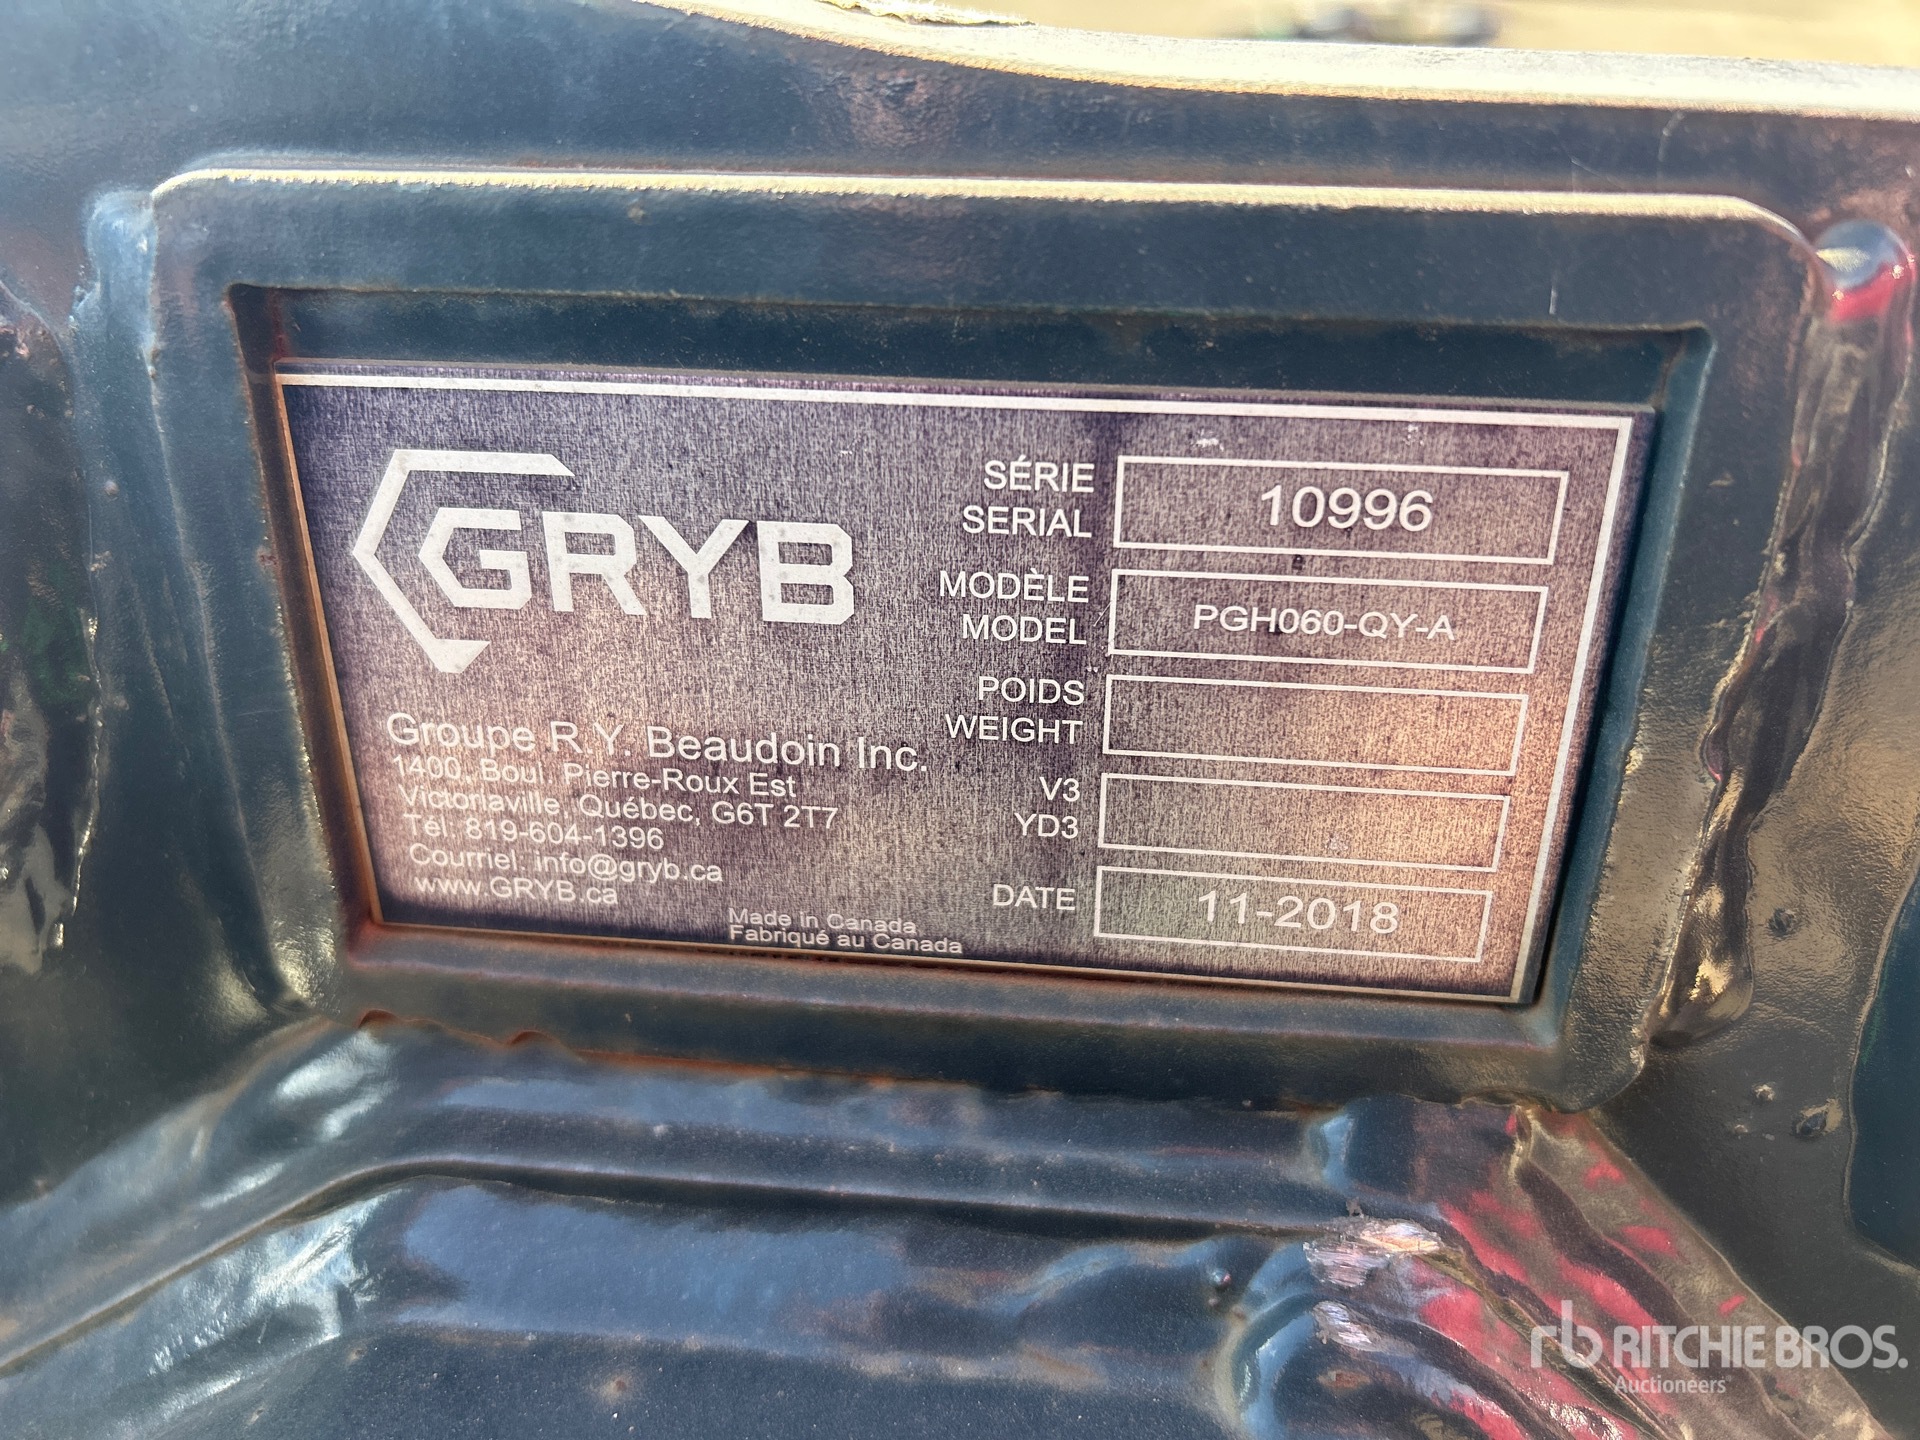 GRYB
Groupe R.Y. Beaudoin Inc.
1400, Boul. Pierre-Roux Est
Victoriaville, Québec, G6T 2T7
Tél: 819-604-1396
Courriel: info@gryb.ca
www.GRYB.ca
Made in Canada
Fabriqué au Canada
SÉRIE
SERIAL
10996
MODÈLE
MODEL
PGH060-QY-A
POIDS
WEIGHT
V3
YD3
DATE
11-2018
rb RITCHIE BROS.
Auctioneers